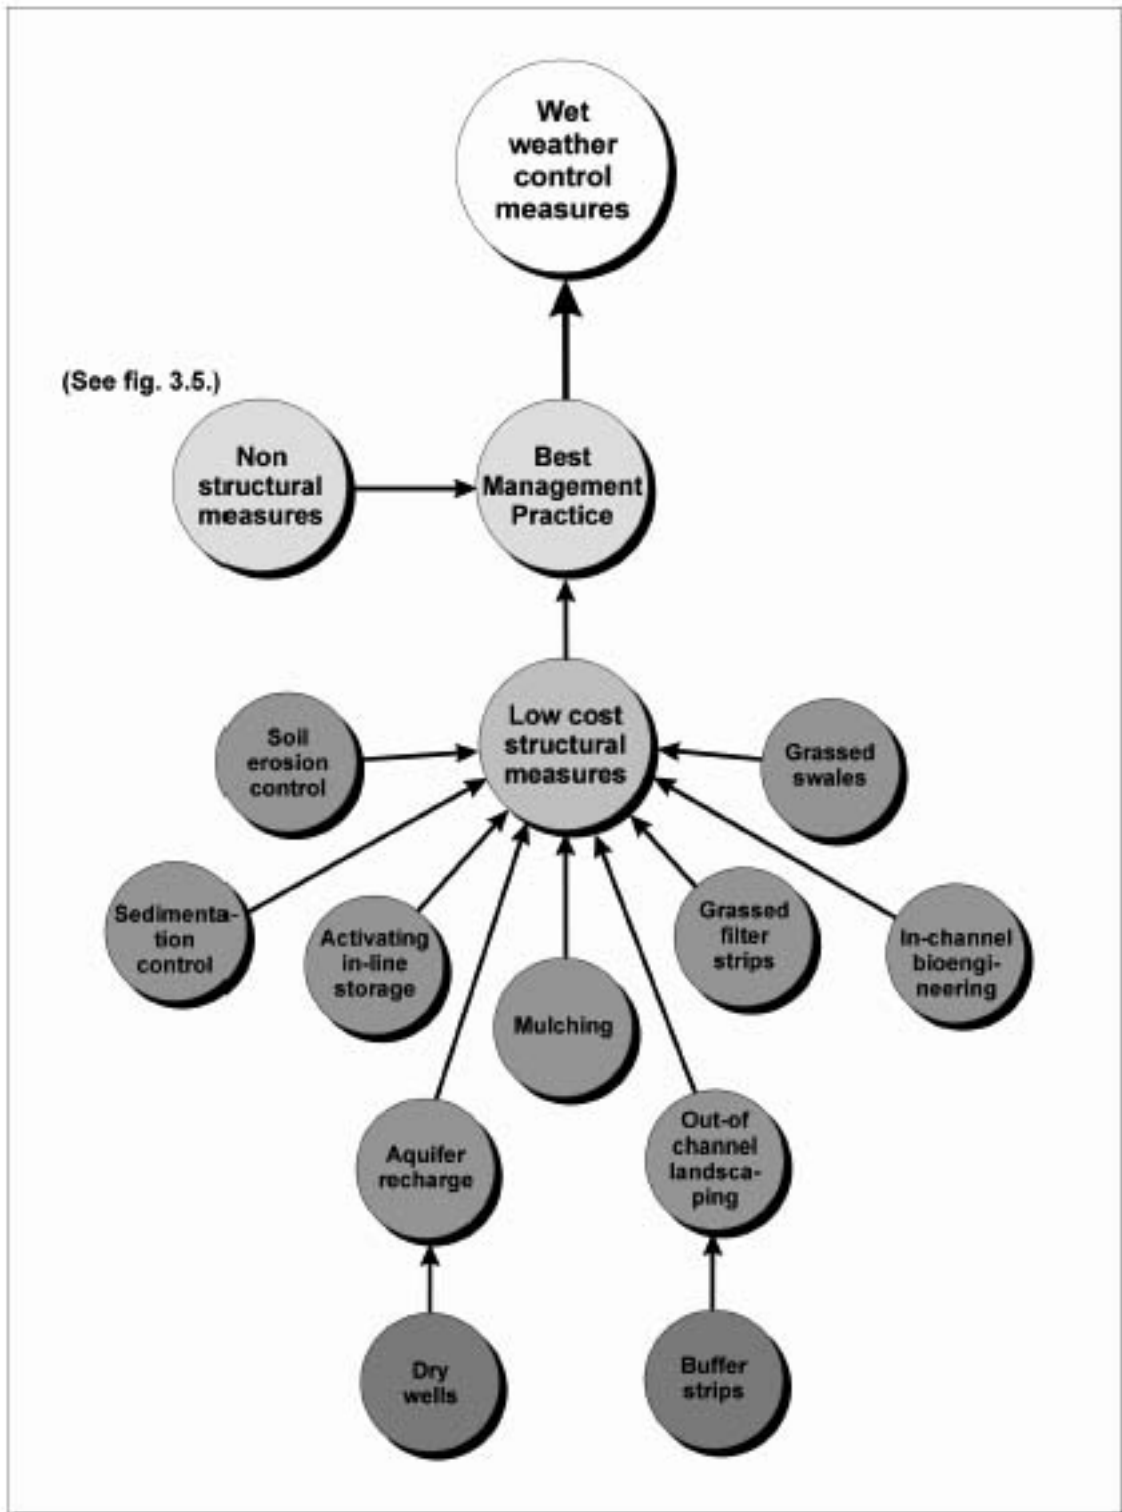 Wet
weather
control
measures
(See fig. 3.5.)
Non
structural
measures
Best
Management
Practice
Low cost
structural
measures
Soil
erosion
control
Grassed
swales
Sedimenta-
tion
control
Activating
in-line
storage
Mulching
Grassed
filter
strips
In-channel
bioengi-
neering
Aquifer
recharge
Out-of
channel
landsca-
ping
Dry
wells
Buffer
strips